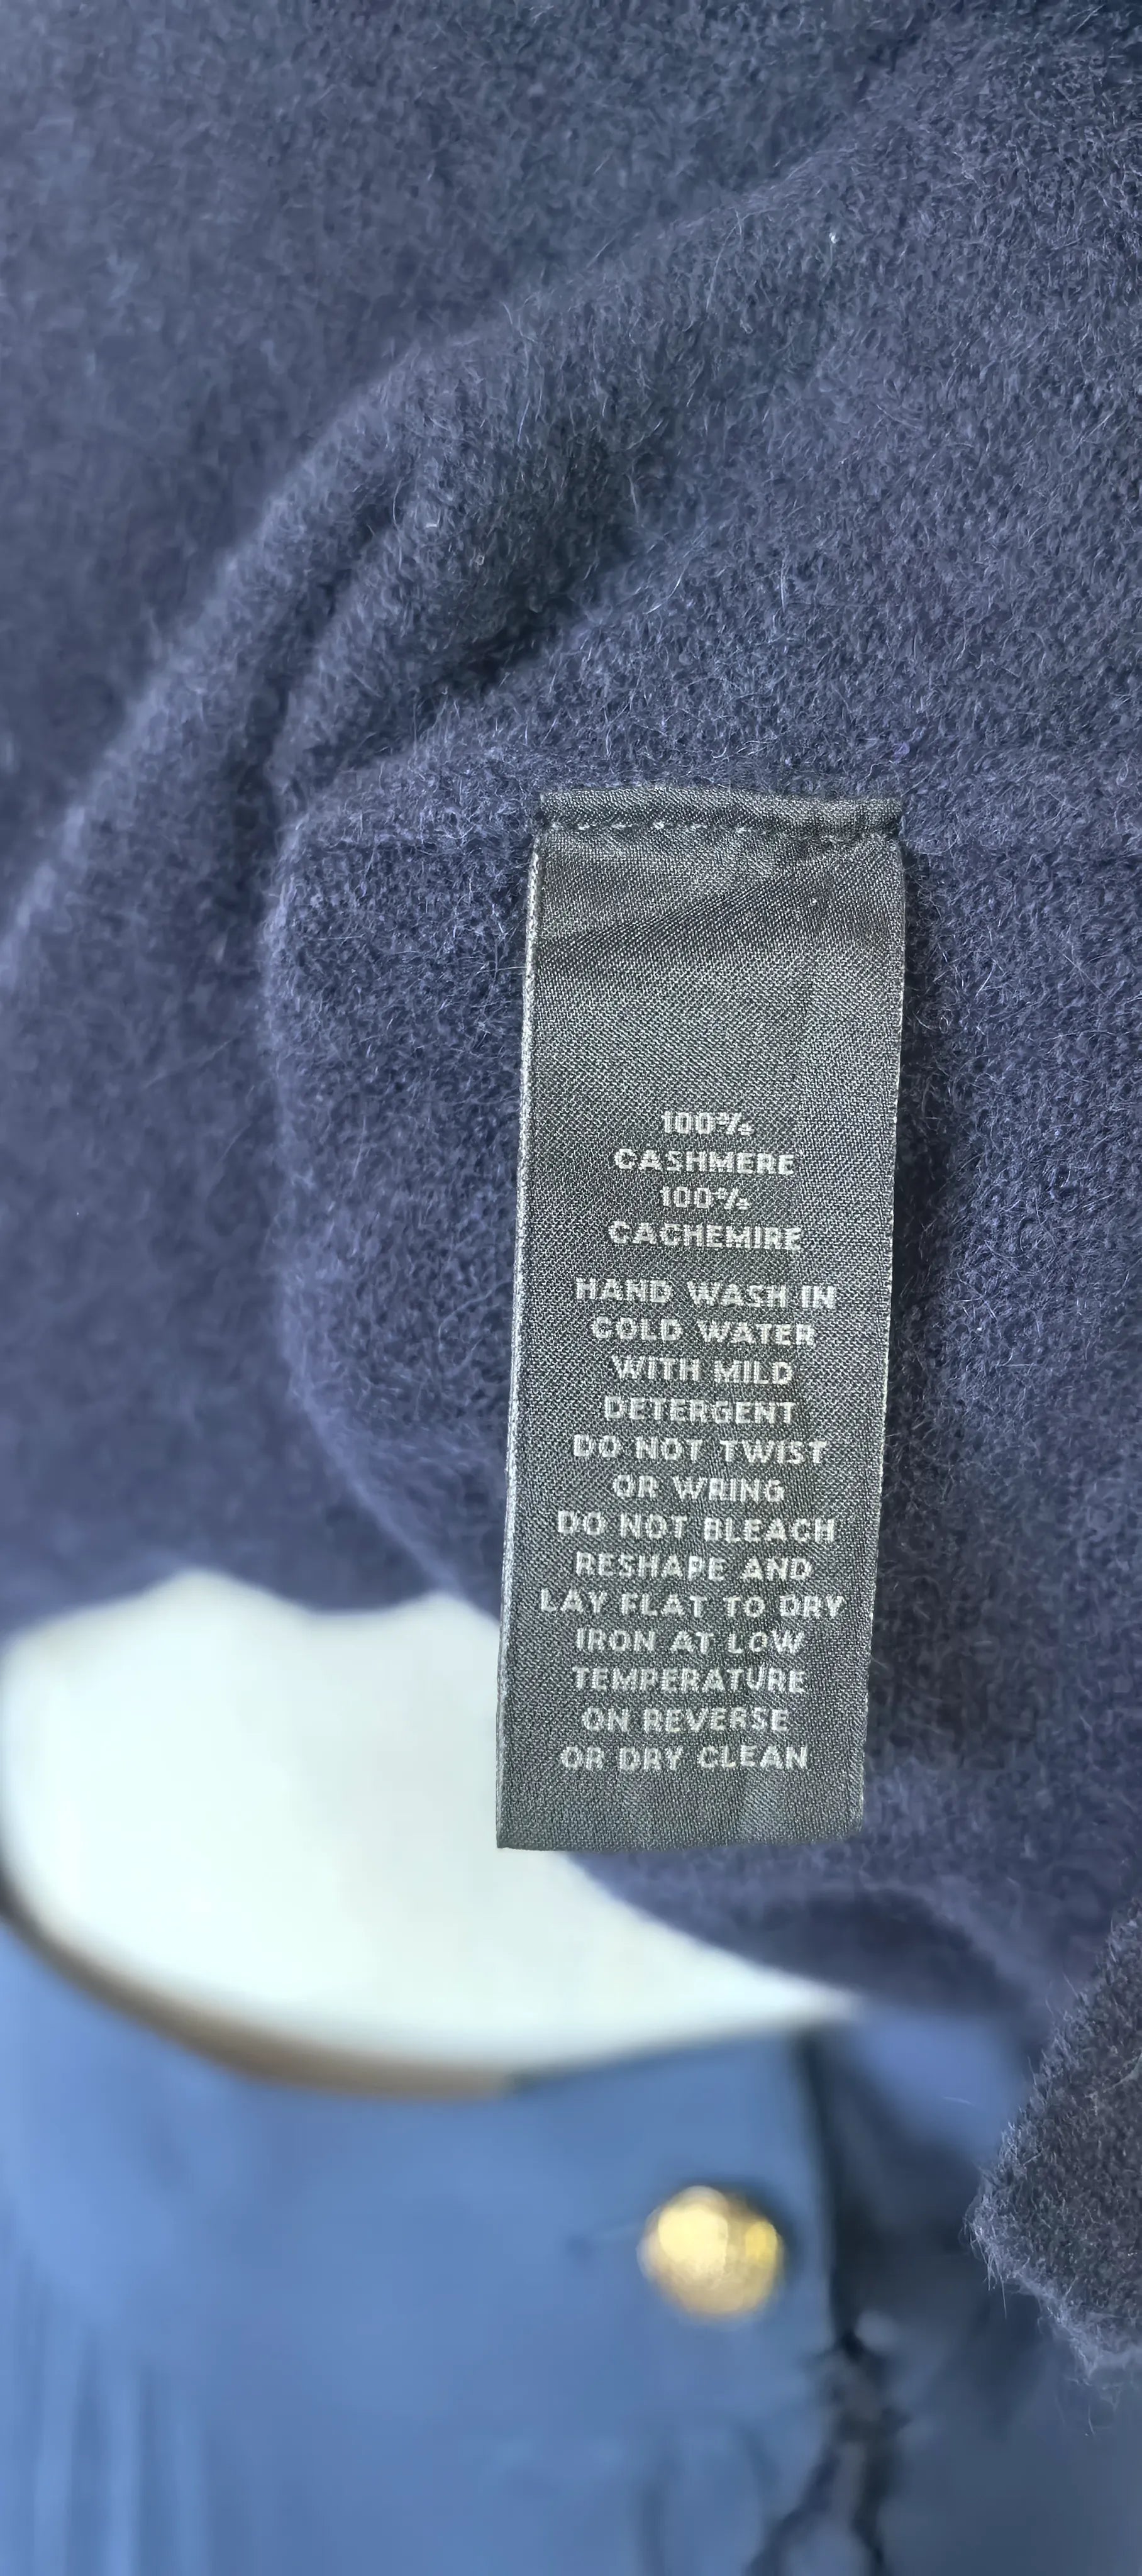 100%
CASHMERE
100%
CACHEMIRE
HAND WASH IN
COLD WATER
WITH MILD
DETERGENT
DO NOT TWIST
OR WRING
DO NOT BLEACH
RESHAPE AND
LAY FLAT TO DRY
IRON AT LOW
TEMPERATURE
ON REVERSE
OR DRY CLEAN